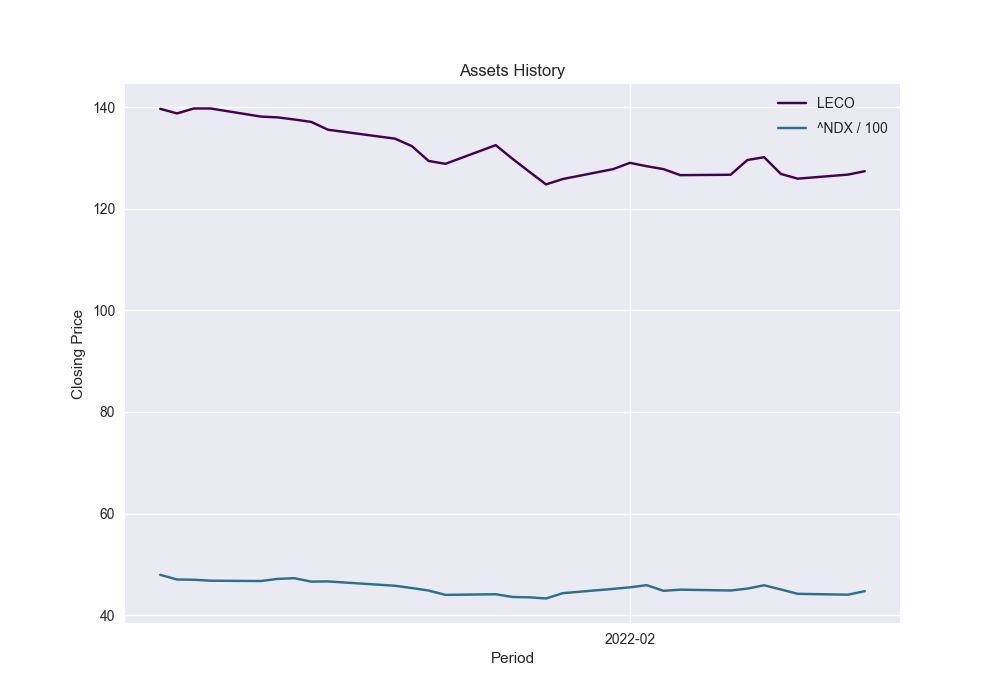 Assets History
LECO
^NDX / 100
140
120
100
80
60
40
Closing Price
2022-02
Period